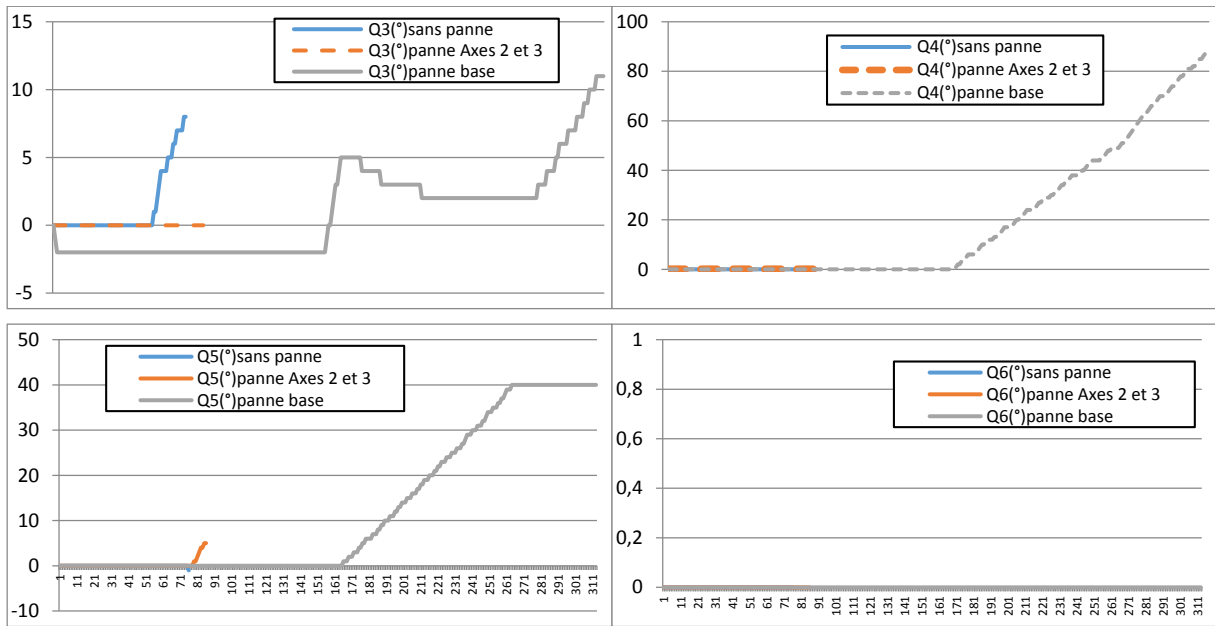 15
10
5
0
-5
Q3(°)sans panne
Q3(°)panne Axes 2 et 3
Q3(°)panne base
100
80
60
40
20
0
Q4(°)sans panne
Q4(°)panne Axes 2 et 3
Q4(°)panne base
50
40
30
20
10
0
-10
Q5(°)sans panne
Q5(°)panne Axes 2 et 3
Q5(°)panne base
1 11 21 31 41 51 61 71 81 91 101 111 121 131 141 151 161 171 181 191 201 211 221 231 241 251 261 271 281 291 301 311
1
0,8
0,6
0,4
0,2
0
Q6(°)sans panne
Q6(°)panne Axes 2 et 3
Q6(°)panne base
1 11 21 31 41 51 61 71 81 91 101 111 121 131 141 151 161 171 181 191 201 211 221 231 241 251 261 271 281 291 301 311